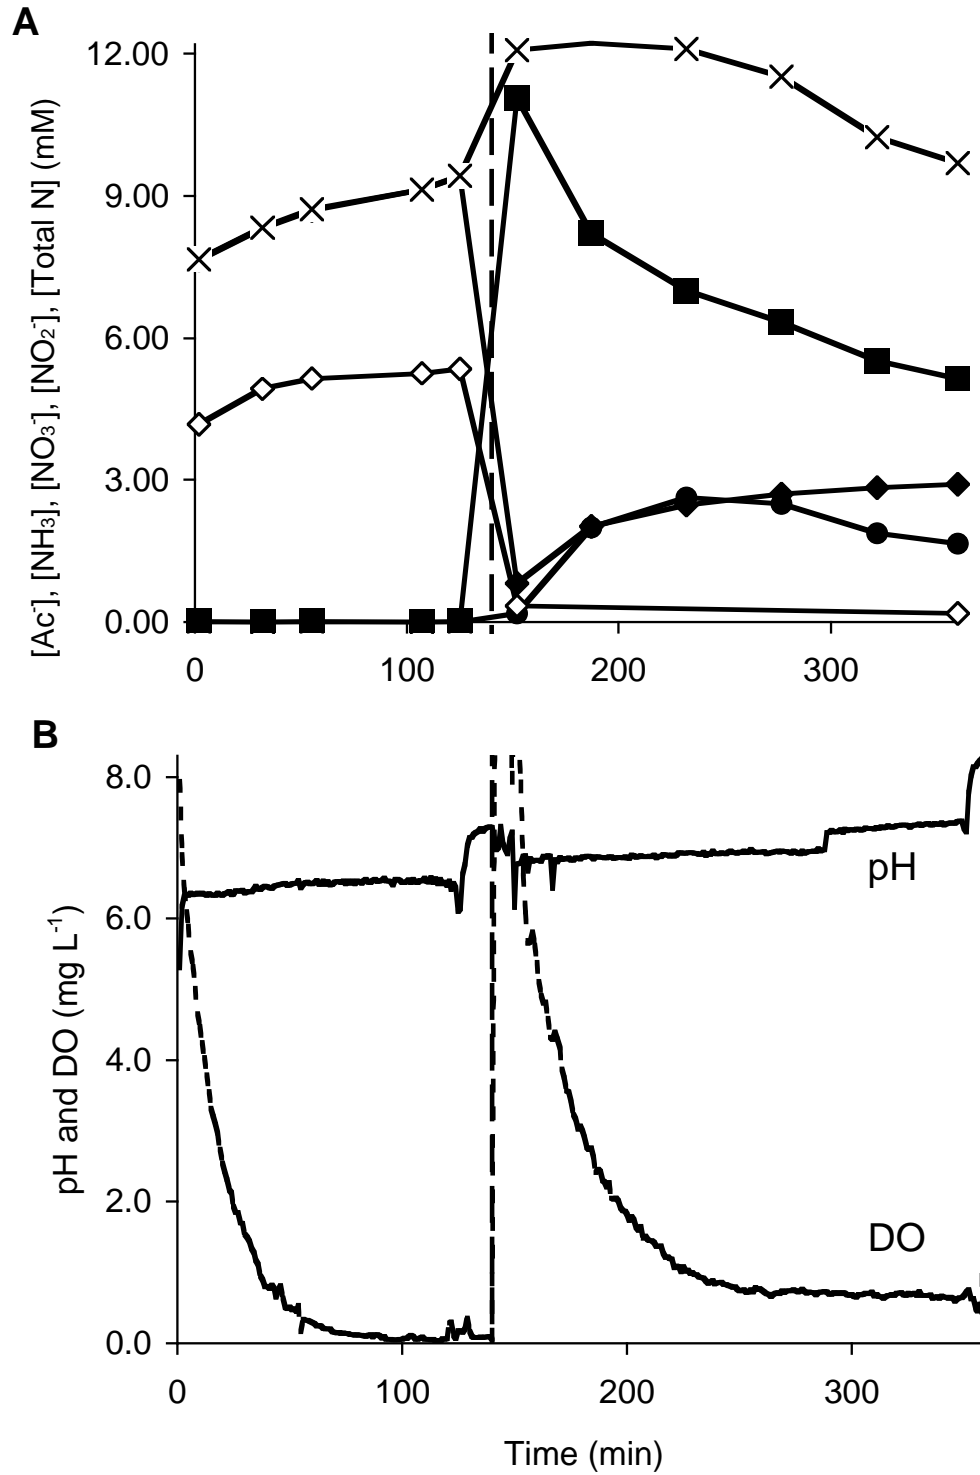 A
12.00
9.00
6.00
3.00
0.00
[Ac⁻], [NH₃], [NO₃⁻], [NO₂⁻], [Total N] (mM)
0 100 200 300
B
8.0
6.0
4.0
2.0
0.0
pH and DO (mg L⁻¹)
pH
DO
0 100 200 300
Time (min)